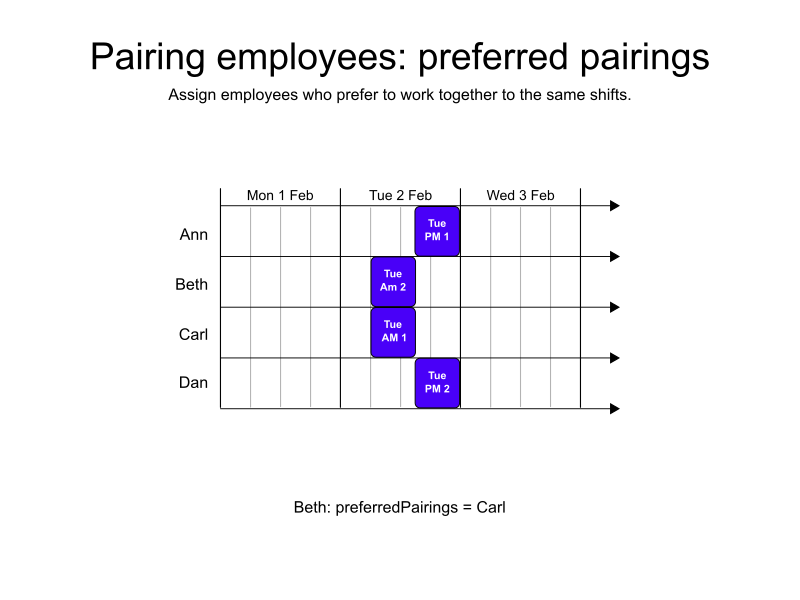 Pairing employees: preferred pairings
Assign employees who prefer to work together to the same shifts.
Mon 1 Feb
Tue 2 Feb
Wed 3 Feb
Ann
Tue
PM 1
Beth
Tue
Am 2
Carl
Tue
AM 1
Dan
Tue
PM 2
Beth: preferredPairings = Carl